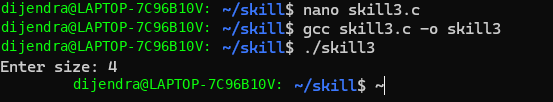 dijendra@LAPTOP-7C96B10V: ~/skill$ nano skill3.c
dijendra@LAPTOP-7C96B10V: ~/skill$ gcc skill3.c -o skill3
dijendra@LAPTOP-7C96B10V: ~/skill$ ./skill3
Enter size: 4
dijendra@LAPTOP-7C96B10V: ~/skill$ ~